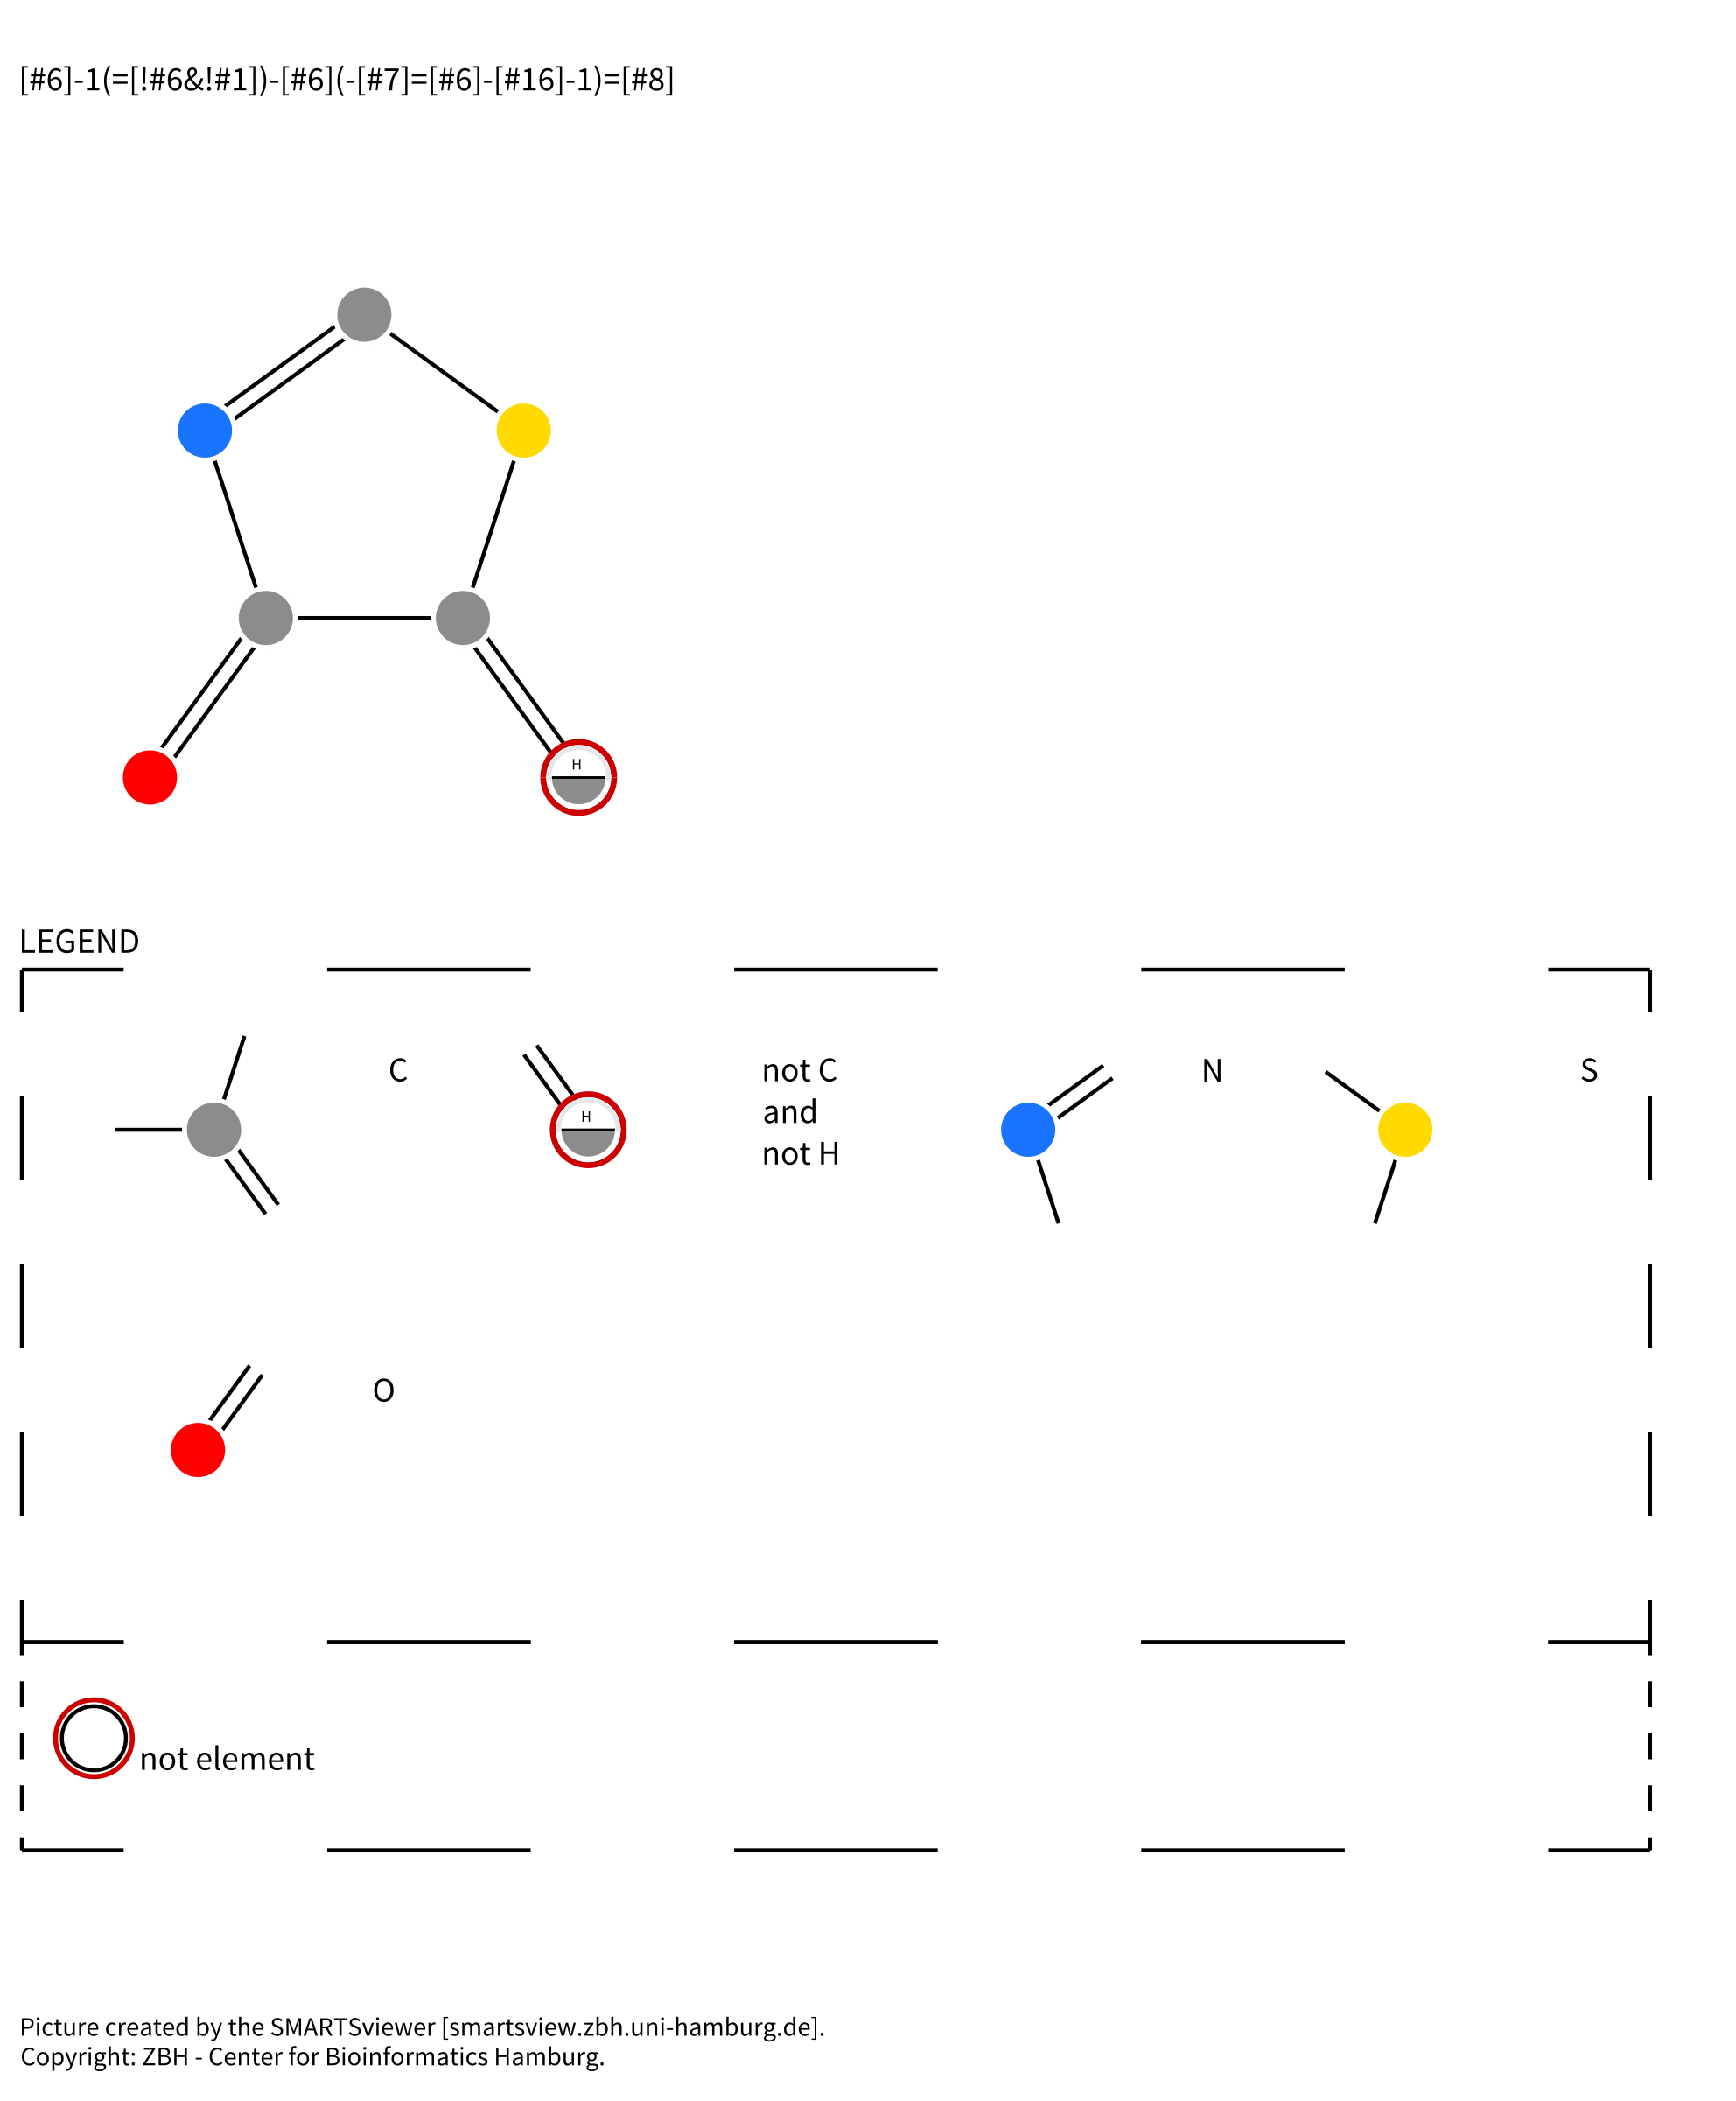 [#6]-1(=[!#6&!#1])-[#6](-[#7]=[#6]-[#16]-1)=[#8]
H
LEGEND
C
H
not C
and
not H
N
S
O
not element
Picture created by the SMARTSviewer [smartsview.zbh.uni-hamburg.de].
Copyright: ZBH - Center for Bioinformatics Hamburg.